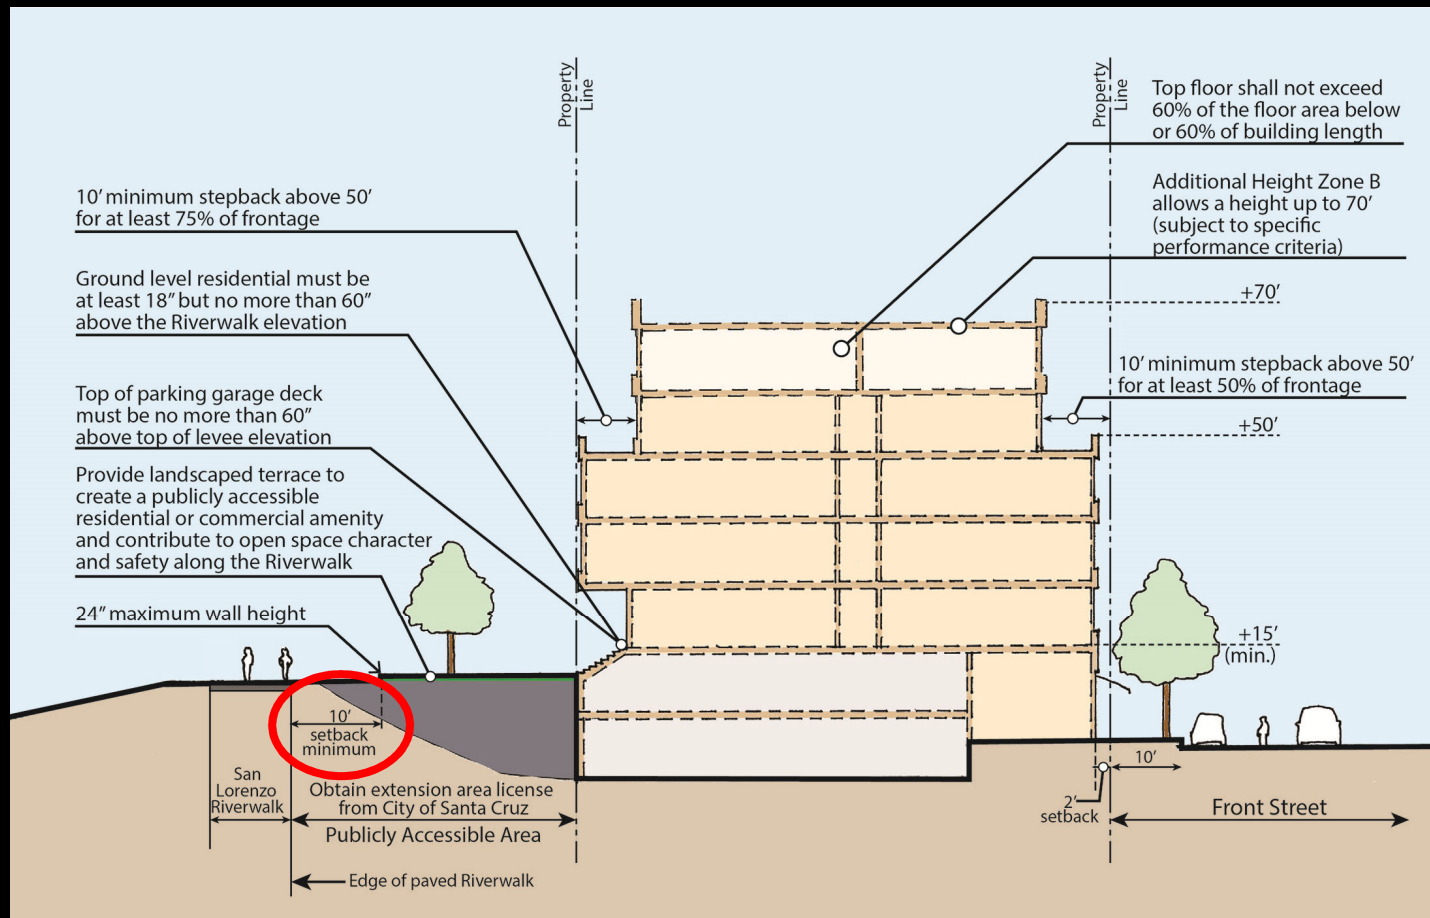 Property
Line
Property
Line
Top floor shall not exceed
60% of the floor area below
or 60% of building length
Additional Height Zone B
allows a height up to 70’
(subject to specific
performance criteria)
+70’
10’ minimum stepback above 50’
for at least 50% of frontage
+50’
+15’
(min.)
10’ minimum stepback above 50’
for at least 75% of frontage
Ground level residential must be
at least 18” but no more than 60”
above the Riverwalk elevation
Top of parking garage deck
must be no more than 60”
above top of levee elevation
Provide landscaped terrace to
create a publicly accessible
residential or commercial amenity
and contribute to open space character
and safety along the Riverwalk
24” maximum wall height
10’
setback
minimum
San
Lorenzo
Riverwalk
Obtain extension area license
from City of Santa Cruz
Publicly Accessible Area
Edge of paved Riverwalk
10’
2’
setback
Front Street